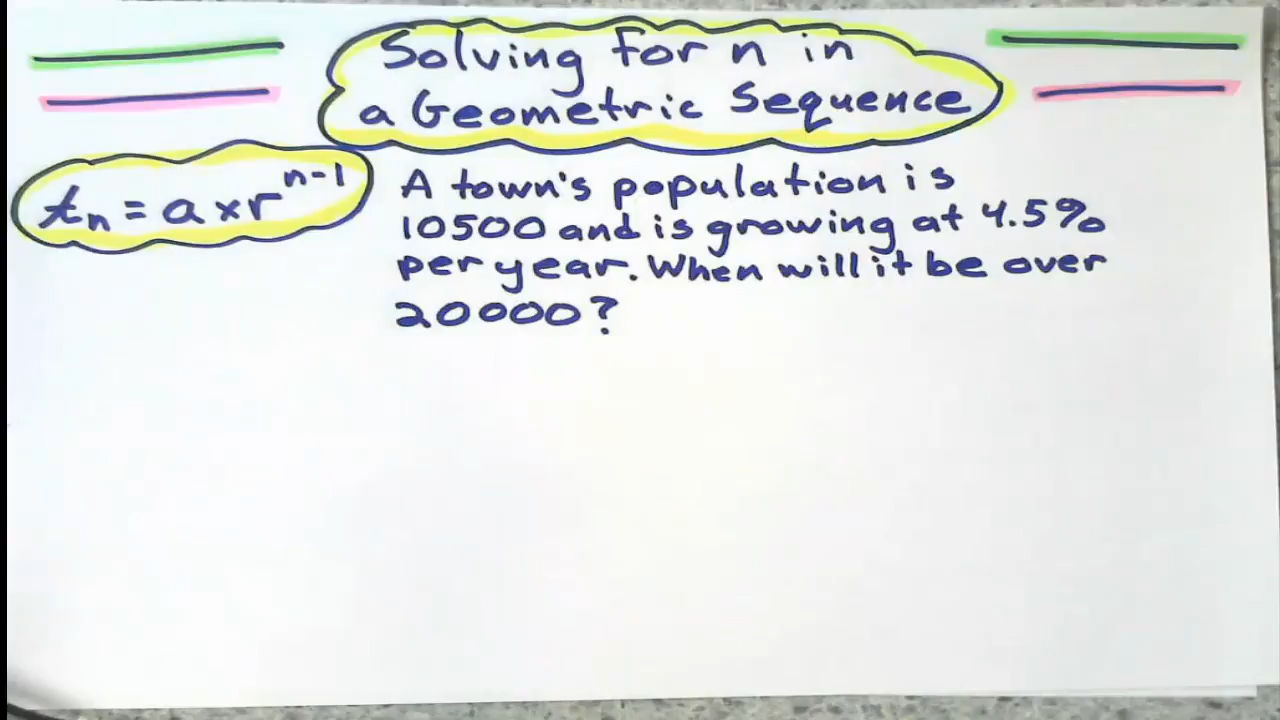 Solving for n in
a Geometric Sequence
tn = a×r^n-1
A town's population is
10500 and is growing at 4.5%
per year. When will it be over
20000?